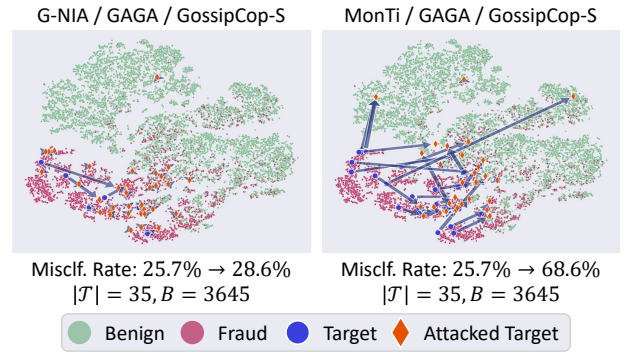 G-NIA / GAGA / GossipCop-S
MonTi / GAGA / GossipCop-S
Misclf. Rate: 25.7% → 28.6%
|𝒯| = 35, B = 3645
Misclf. Rate: 25.7% → 68.6%
|𝒯| = 35, B = 3645
Benign Fraud Target Attacked Target